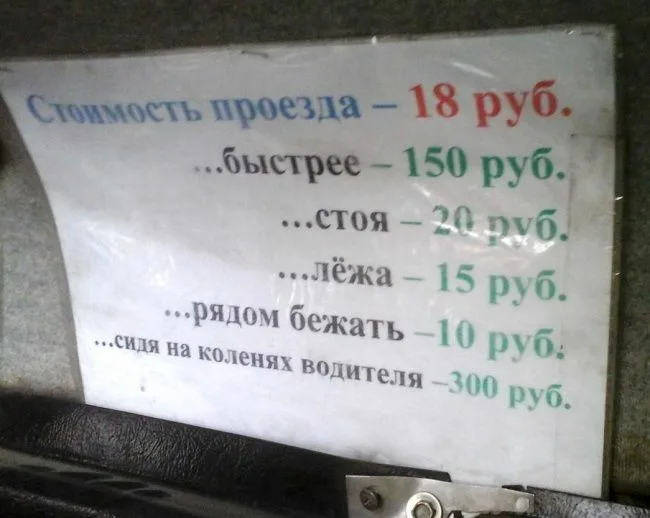 Стоимость проезда – 18 руб.
...быстрее – 150 руб.
...стоя – 20 руб.
...лёжа – 15 руб.
...рядом бежать –10 руб.
...сидя на коленях водителя –300 руб.